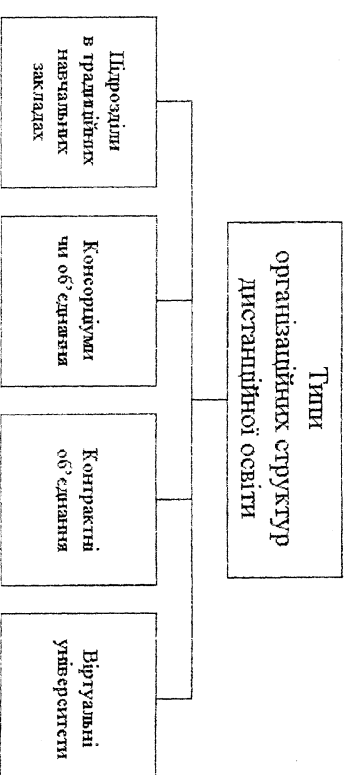 Типи
організаційних структур
дистанційної освіти
Підрозділи
в традиційних
навчальних
закладах
Консорціуми
чи об’єднання
Контрактні
об’єднання
Віртуальні
університети